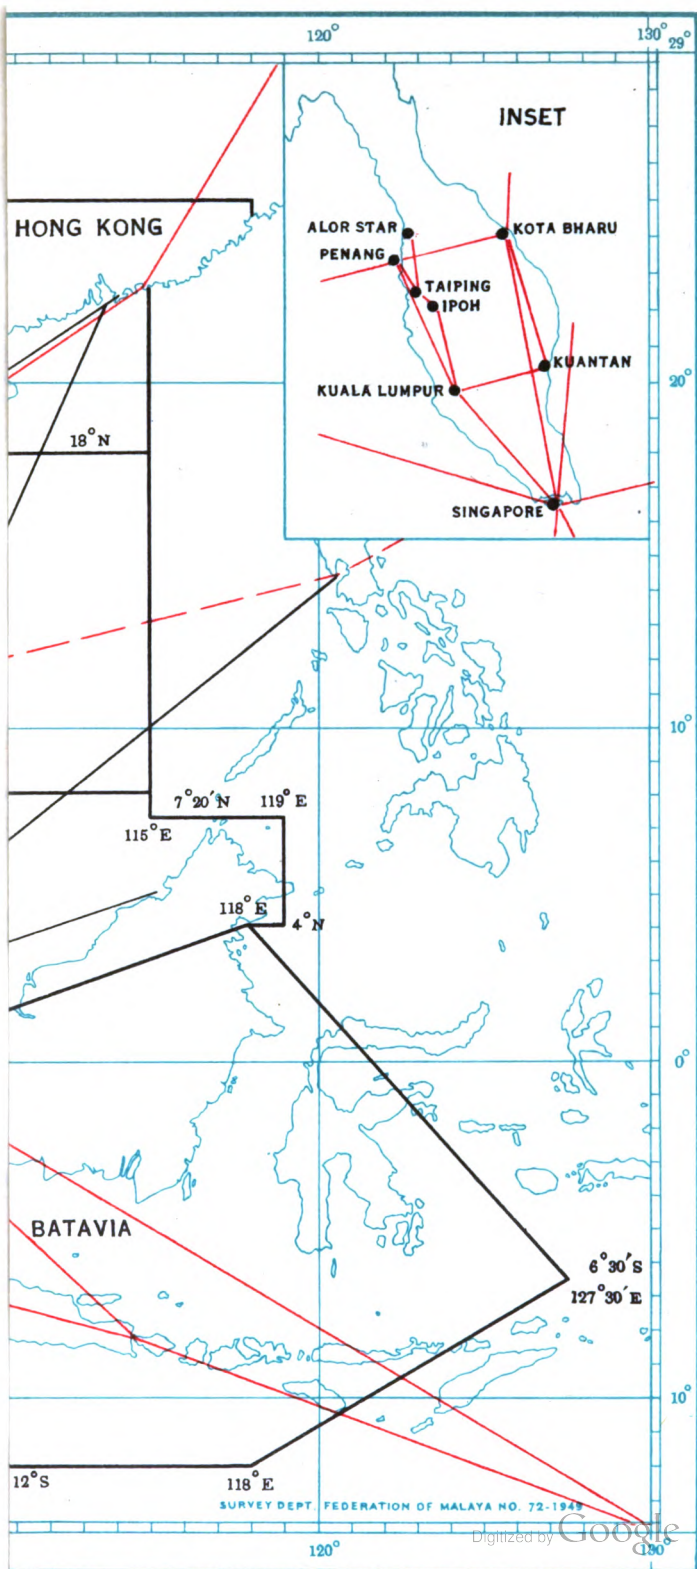 120°
130°
29°
INSET
HONG KONG
ALOR STAR
KOTA BHARU
PENANG
TAIPING
IPOH
KUANTAN
20°
KUALA LUMPUR
18°N
SINGAPORE
10°
7°20'N
119°E
115°E
118°E
4°N
0°
BATAVIA
6°30'S
127°30'E
10°
12°S
118°E
SURVEY DEPT. FEDERATION OF MALAYA NO. 72-1949
Digitized by Google
120°
130°